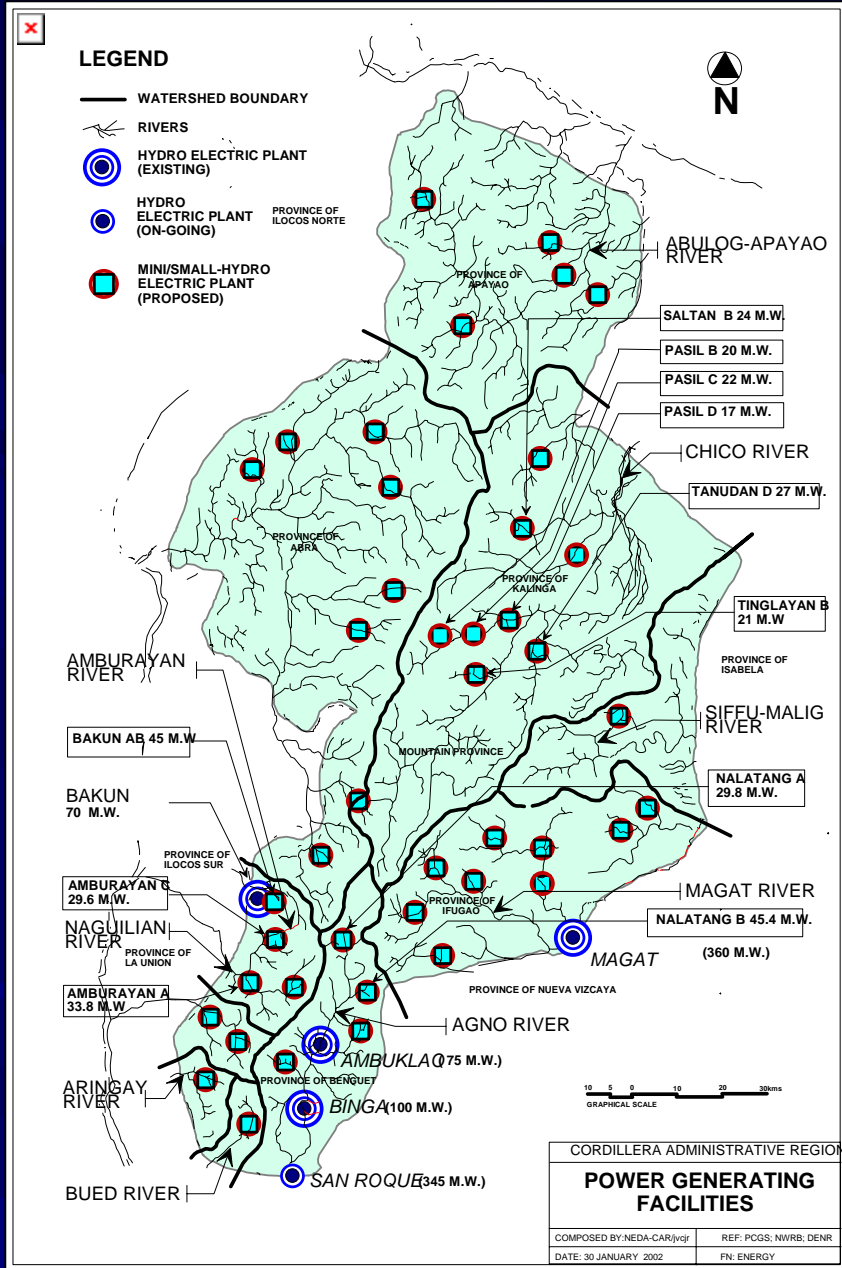 LEGEND
WATERSHED BOUNDARY
RIVERS
HYDRO ELECTRIC PLANT
(EXISTING)
HYDRO
ELECTRIC PLANT
(ON-GOING)
MINI/SMALL-HYDRO
ELECTRIC PLANT
(PROPOSED)
N
PROVINCE OF
ILOCOS NORTE
PROVINCE OF
APAYAO
ABULOG-APAYAO
RIVER
SALTAN B 24 M.W.
PASIL B 20 M.W.
PASIL C 22 M.W.
PASIL D 17 M.W.
CHICO RIVER
TANUDAN D 27 M.W.
PROVINCE OF
ABRA
PROVINCE OF
KALINGA
TINGLAYAN B
21 M.W
PROVINCE OF
ISABELA
AMBURAYAN
RIVER
SIFFU-MALIG
RIVER
BAKUN AB 45 M.W
MOUNTAIN PROVINCE
NALATANG A
29.8 M.W.
BAKUN
70 M.W.
PROVINCE OF
ILOCOS SUR
AMBURAYAN C
29.6 M.W.
PROVINCE OF
IFUGAO
MAGAT RIVER
NALATANG B 45.4 M.W.
NAGUILIAN
RIVER
PROVINCE OF
LA UNION
MAGAT
(360 M.W.)
AMBURAYAN A
33.8 M.W
PROVINCE OF NUEVA VIZCAYA
AGNO RIVER
AMBUKLAO
(75 M.W.)
PROVINCE OF BENGUET
ARINGAY
RIVER
BINGA
(100 M.W.)
BUED RIVER
SAN ROQUE
(345 M.W.)
10 5 0 10 20 30kms
GRAPHICAL SCALE
CORDILLERA ADMINISTRATIVE REGION
POWER GENERATING
FACILITIES
COMPOSED BY:NEDA-CAR/jvcjr
REF: PCGS; NWRB; DENR
DATE: 30 JANUARY 2002
FN: ENERGY